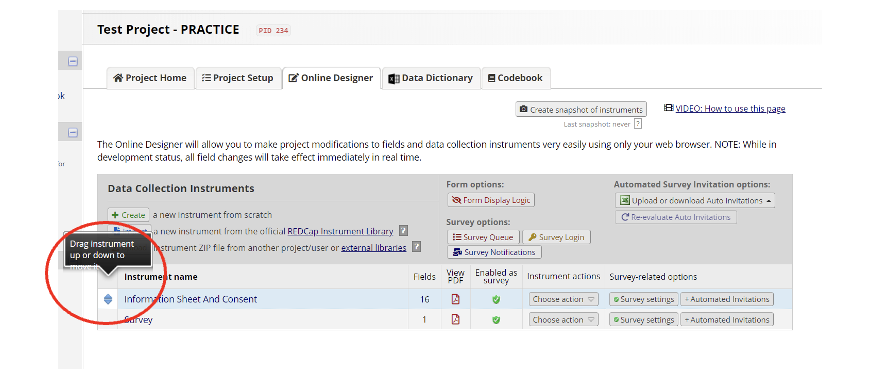 Test Project - PRACTICE PID 234
Project Home Project Setup Online Designer Data Dictionary Codebook
Create snapshot of instruments VIDEO: How to use this page
Last snapshot: never ?
The Online Designer will allow you to make project modifications to fields and data collection instruments very easily using only your web browser. NOTE: While in
development status, all field changes will take effect immediately in real time.
Data Collection Instruments
Form options:
Form Display Logic
Survey options:
Survey Queue Survey Login
Survey Notifications
Automated Survey Invitation options:
Upload or download Auto Invitations
Re-evaluate Auto Invitations
Create a new instrument from scratch
a new instrument from the official REDCap Instrument Library ?
instrument ZIP file from another project/user or external libraries ?
Drag instrument
up or down to
Instrument name Fields View PDF Enabled as survey Instrument actions Survey-related options
Information Sheet And Consent 16 Choose action Survey settings + Automated Invitations
Survey 1 Choose action Survey settings + Automated Invitations